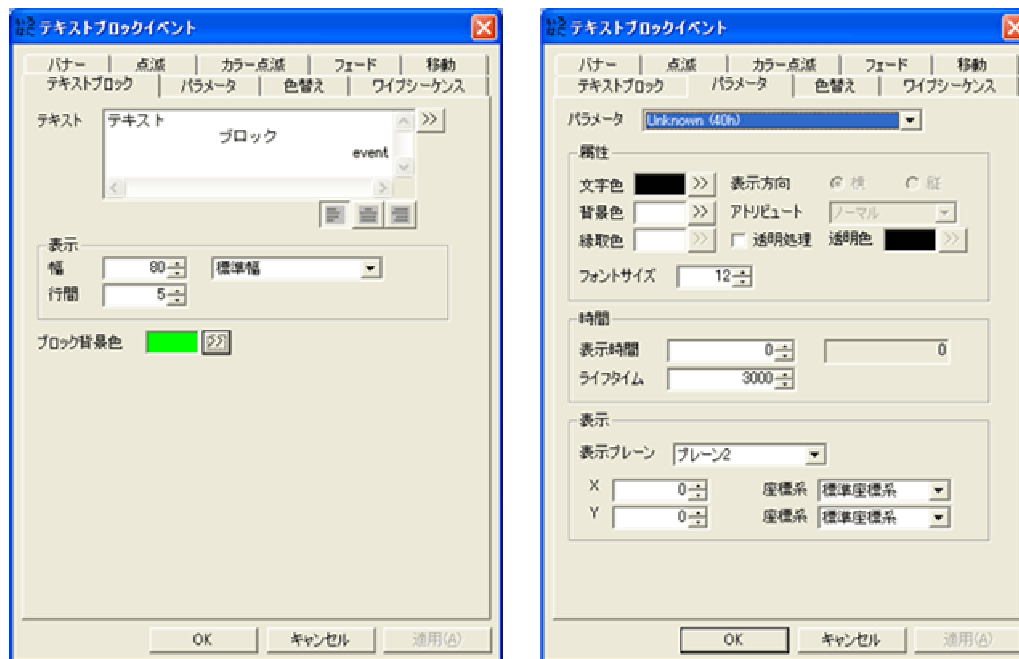 テキストブロックイベント
バナー 点滅 カラー点滅 フェード 移動
テキストブロック パラメータ 色替え ワイプシーケンス
テキスト テキスト >>
ブロック
event
表示
幅 80 標準幅
行間 5
ブロック背景色 >>
OK キャンセル 適用(A)
テキストブロックイベント
バナー 点滅 カラー点滅 フェード 移動
テキストブロック パラメータ 色替え ワイプシーケンス
パラメータ Unknown (40h)
属性
文字色 >> 表示方向 横 縦
背景色 >> アトリビュート ノーマル
縁取色 >> 透明処理 透明色 >>
フォントサイズ 12
時間
表示時間 0 0
ライフタイム 3000
表示
表示プレーン プレーン2
X 0 座標系 標準座標系
Y 0 座標系 標準座標系
OK キャンセル 適用(A)